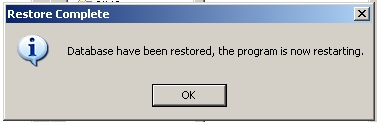 Restore Complete
Database have been restored, the program is now restarting.
OK